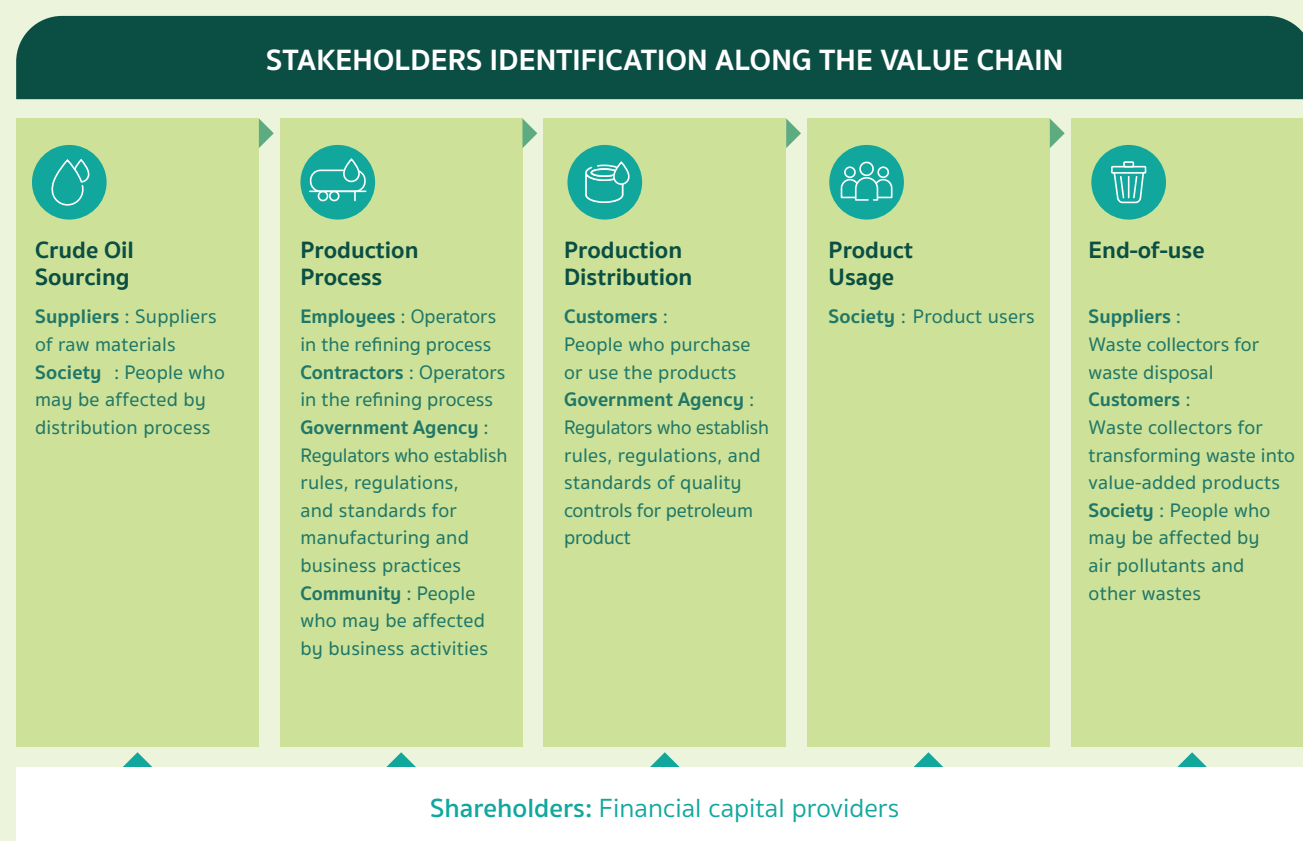 STAKEHOLDERS IDENTIFICATION ALONG THE VALUE CHAIN
Crude Oil
Sourcing
Suppliers : Suppliers
of raw materials
Society : People who
may be affected by
distribution process
Production
Process
Employees : Operators
in the refining process
Contractors : Operators
in the refining process
Government Agency :
Regulators who establish
rules, regulations,
and standards for
manufacturing and
business practices
Community : People
who may be affected
by business activities
Production
Distribution
Customers :
People who purchase
or use the products
Government Agency :
Regulators who establish
rules, regulations, and
standards of quality
controls for petroleum
product
Product
Usage
Society : Product users
End-of-use
Suppliers :
Waste collectors for
waste disposal
Customers :
Waste collectors for
transforming waste into
value-added products
Society : People who
may be affected by
air pollutants and
other wastes
Shareholders: Financial capital providers